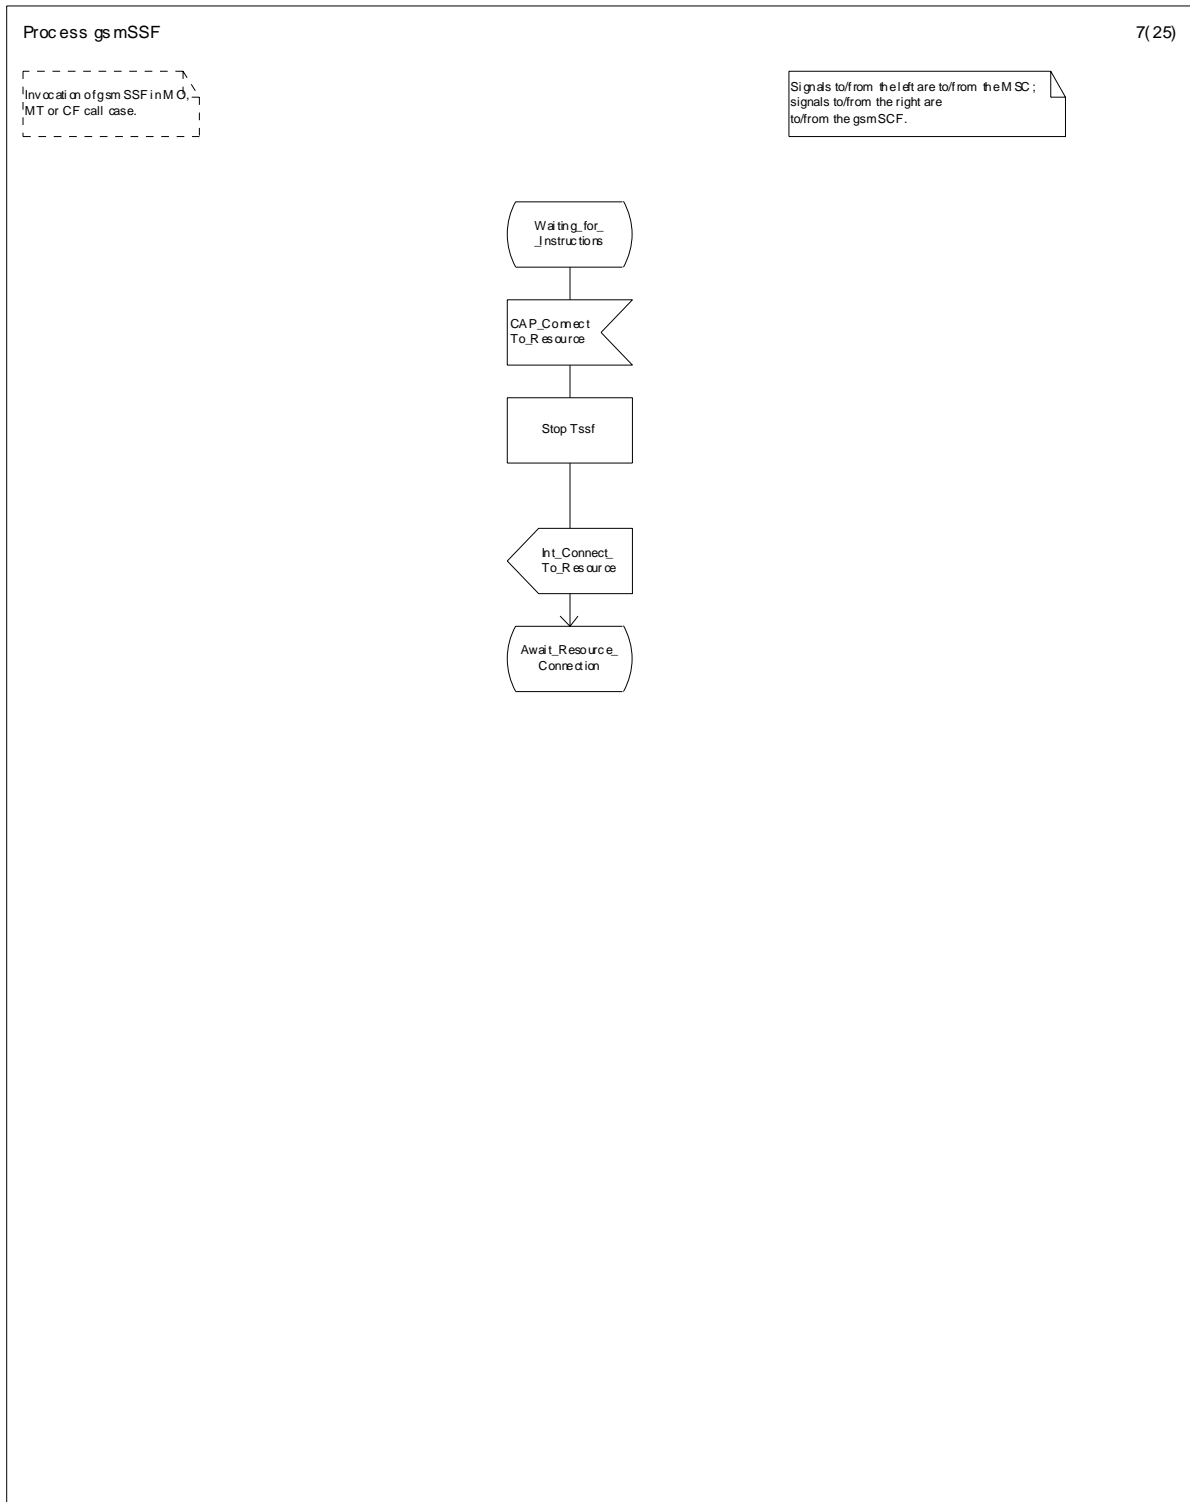 Process gsmSSF
7(25)
Invocation of gsmSSF in MO,
MT or CF call case.
Signals to/from the left are to/from the MSC;
signals to/from the right are
to/from the gsmSCF.
Waiting_for_
_Instructions
CAP_Connect
To_Resource
Stop Tssf
Int_Connect_
To_Resource
Await_Resource_
Connection